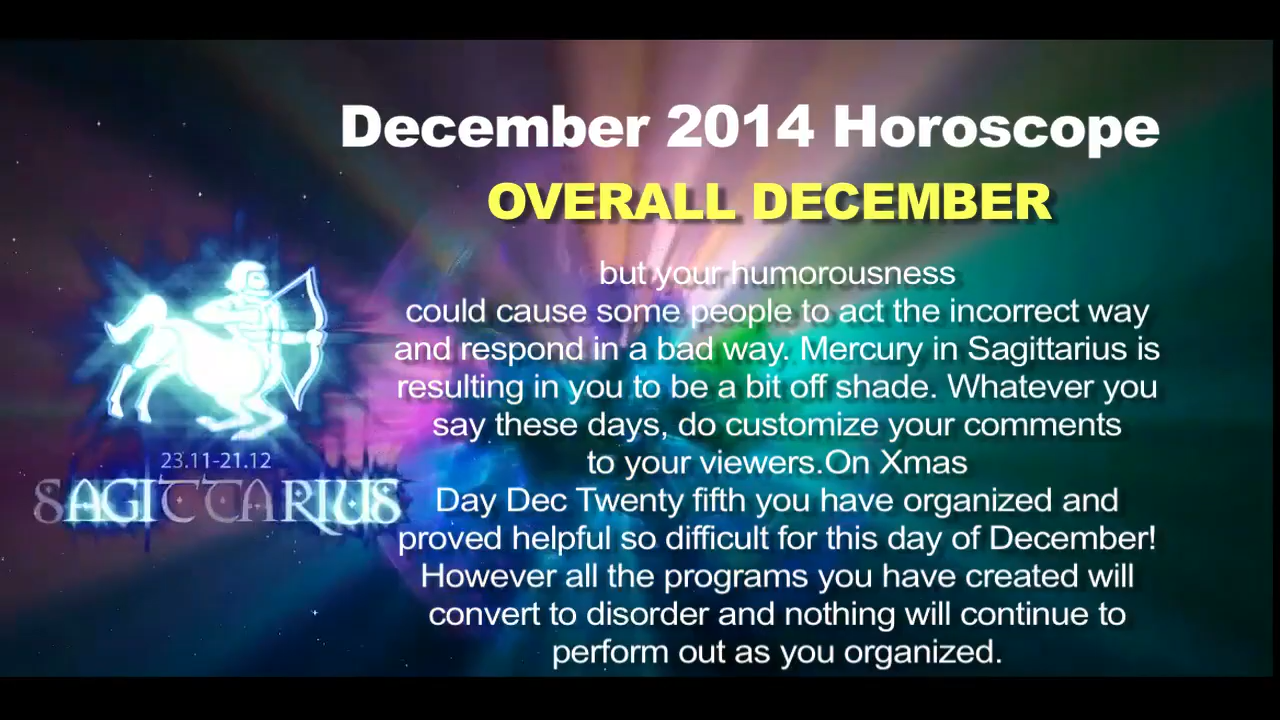 December 2014 Horoscope
OVERALL DECEMBER
but your humorousness
could cause some people to act the incorrect way
and respond in a bad way. Mercury in Sagittarius is
resulting in you to be a bit off shade. Whatever you
say these days, do customize your comments
to your viewers.On Xmas
Day Dec Twenty fifth you have organized and
proved helpful so difficult for this day of December!
However all the programs you have created will
convert to disorder and nothing will continue to
perform out as you organized.
23.11-21.12
SAGITTARIUS